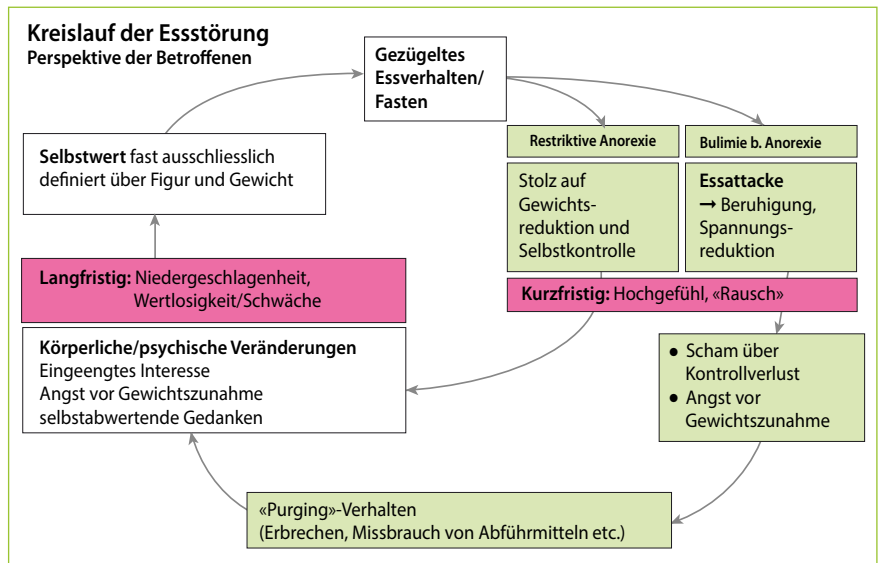 Kreislauf der Essstörung
Perspektive der Betroffenen
Gezügeltes
Essverhalten/
Fasten
Restriktive Anorexie
Bulimie b. Anorexie
Selbstwert fast ausschliesslich
definiert über Figur und Gewicht
Stolz auf
Gewichts-
reduktion und
Selbstkontrolle
Essattacke
→ Beruhigung,
Spannungs-
reduktion
Langfristig: Niedergeschlagenheit,
Wertlosigkeit/Schwäche
Kurzfristig: Hochgefühl, «Rausch»
Körperliche/psychische Veränderungen
Eingeengtes Interesse
Angst vor Gewichtszunahme
selbstabwertende Gedanken
● Scham über
Kontrollverlust
● Angst vor
Gewichtszunahme
«Purging»-Verhalten
(Erbrechen, Missbrauch von Abführmitteln etc.)